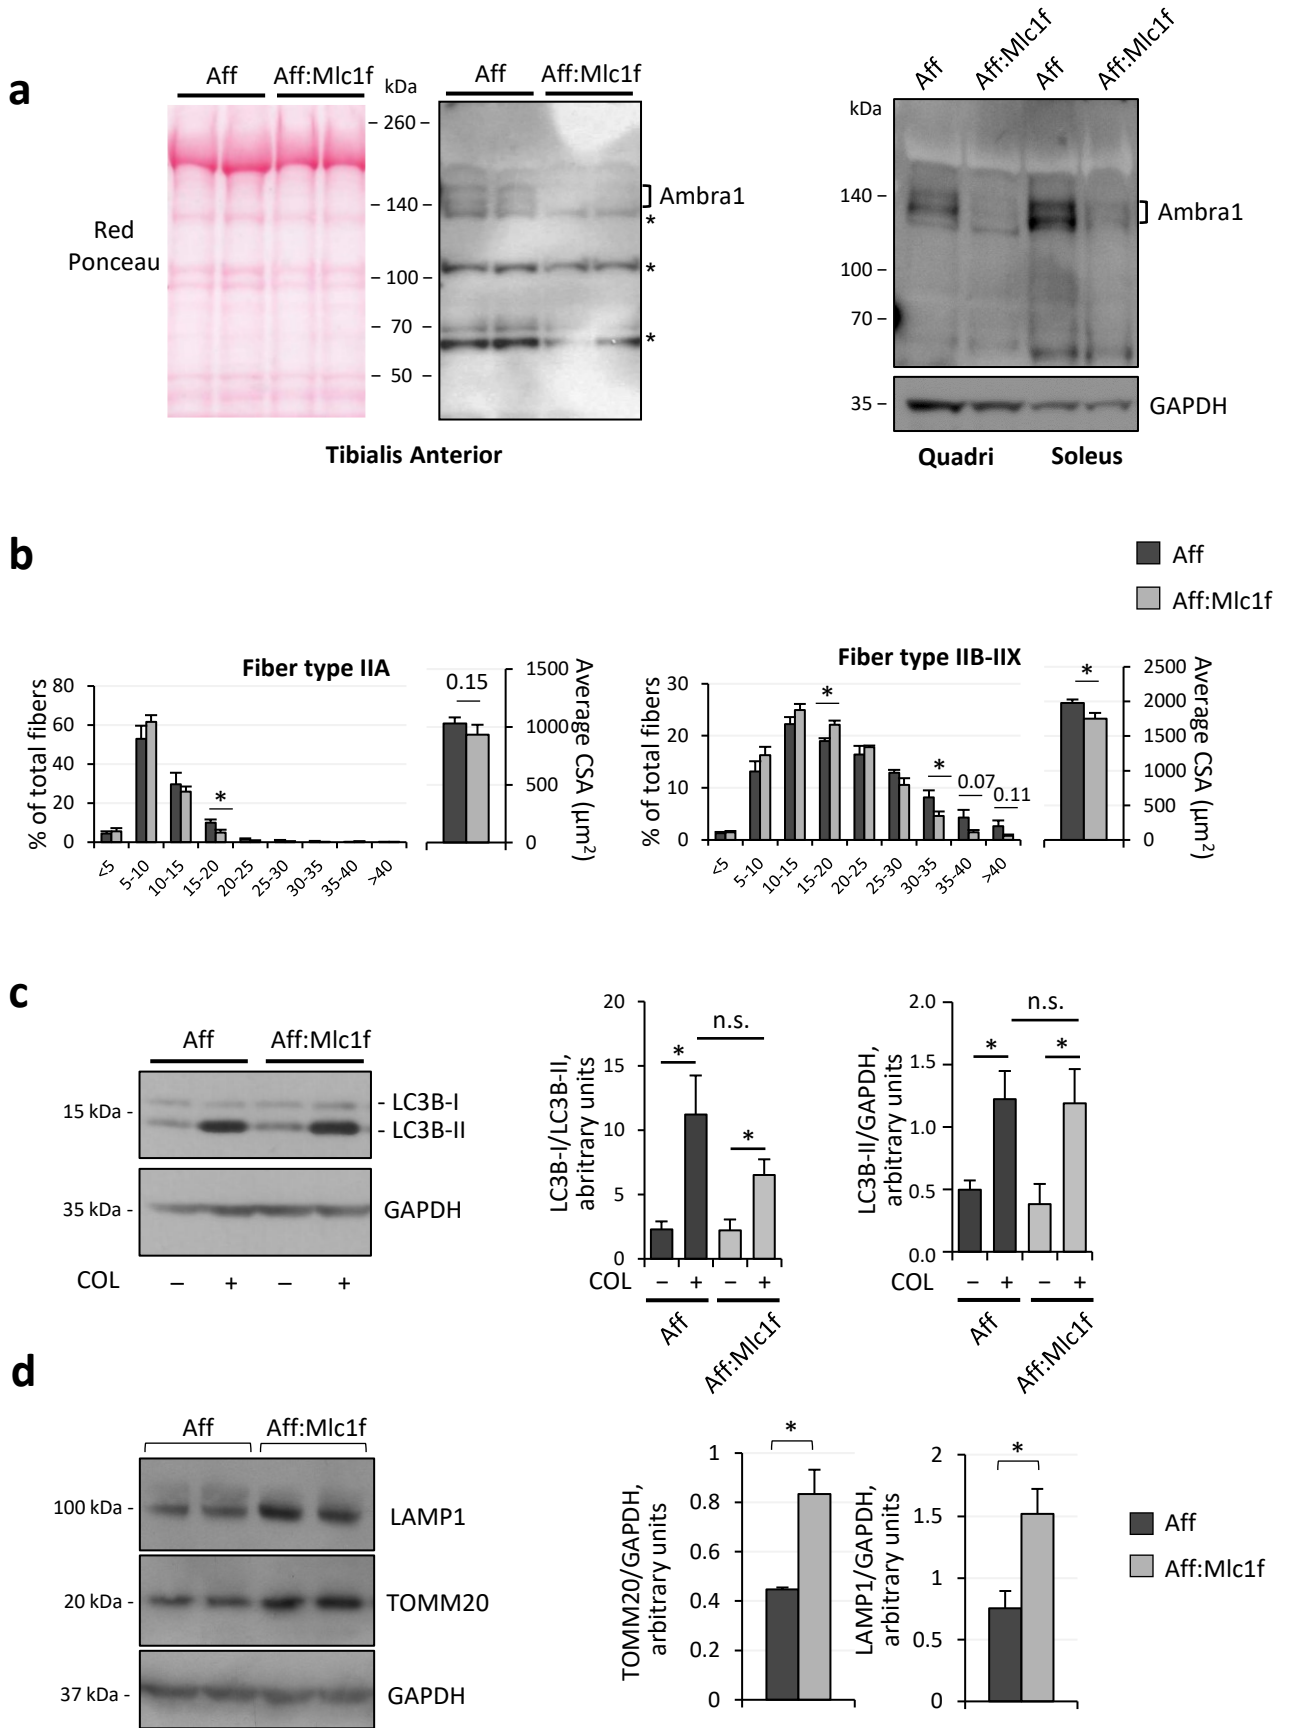 a
Aff Aff:Mlc1f
kDa
Aff Aff:Mlc1f
– 260 –
– 140 –
– 100 –
– 70 –
– 50 –
Red
Ponceau
Ambra1
*
*
*
Tibialis Anterior
Aff Aff:Mlc1f Aff Aff:Mlc1f
kDa
140 –
100 –
70 –
Ambra1
35 –
GAPDH
Quadri Soleus
b
Aff
Aff:Mlc1f
Fiber type IIA
% of total fibers
80
60
40
20
0
*
<5 5-10 10-15 15-20 20-25 25-30 30-35 35-40 >40
0.15
1500
1000
500
0
Average CSA (µm2)
Fiber type IIB-IIX
% of total fibers
30
20
10
0
*
*
0.07
0.11
<5 5-10 10-15 15-20 20-25 25-30 30-35 35-40 >40
*
2500
2000
1500
1000
500
0
Average CSA (µm2)
c
Aff Aff:Mlc1f
15 kDa -
- LC3B-I
- LC3B-II
35 kDa -
GAPDH
COL – + – +
LC3B-I/LC3B-II,
abritrary units
20
15
10
5
0
n.s.
*
*
COL – + – +
Aff Aff:Mlc1f
LC3B-II/GAPDH,
arbitrary units
2.0
1.5
1.0
0.5
0.0
n.s.
* *
COL – + – +
Aff Aff:Mlc1f
d
Aff Aff:Mlc1f
100 kDa -
LAMP1
20 kDa -
TOMM20
37 kDa -
GAPDH
TOMM20/GAPDH,
arbitrary units
1
0.8
0.6
0.4
0.2
0
*
LAMP1/GAPDH,
arbitrary units
2
1.5
1
0.5
0
*
Aff
Aff:Mlc1f